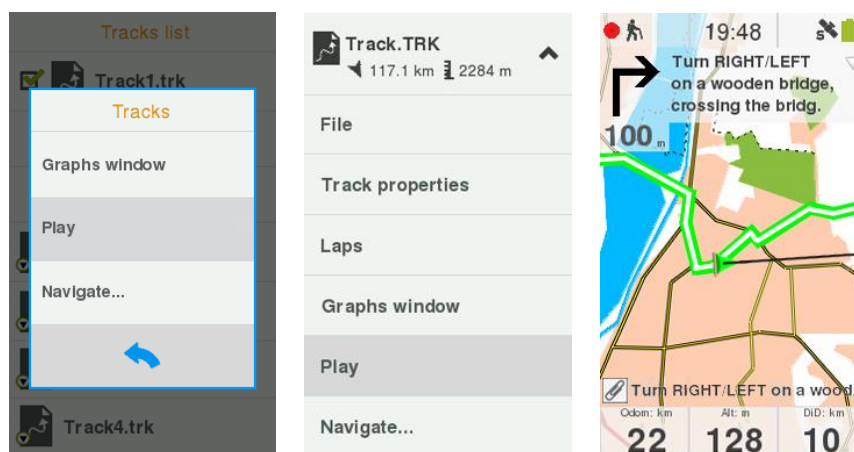 Tracks list
Track1.trk
Tracks
Graphs window
Play
Navigate...
Track4.trk
Track.TRK
117.1 km 2284 m
File
Track properties
Laps
Graphs window
Play
Navigate...
19:48
S
Turn RIGHT/LEFT
on a wooden bridge,
crossing the bridg.
100 m
Turn RIGHT/LEFT on a wood
Odom: km Alt: m DiD: km
22 128 10